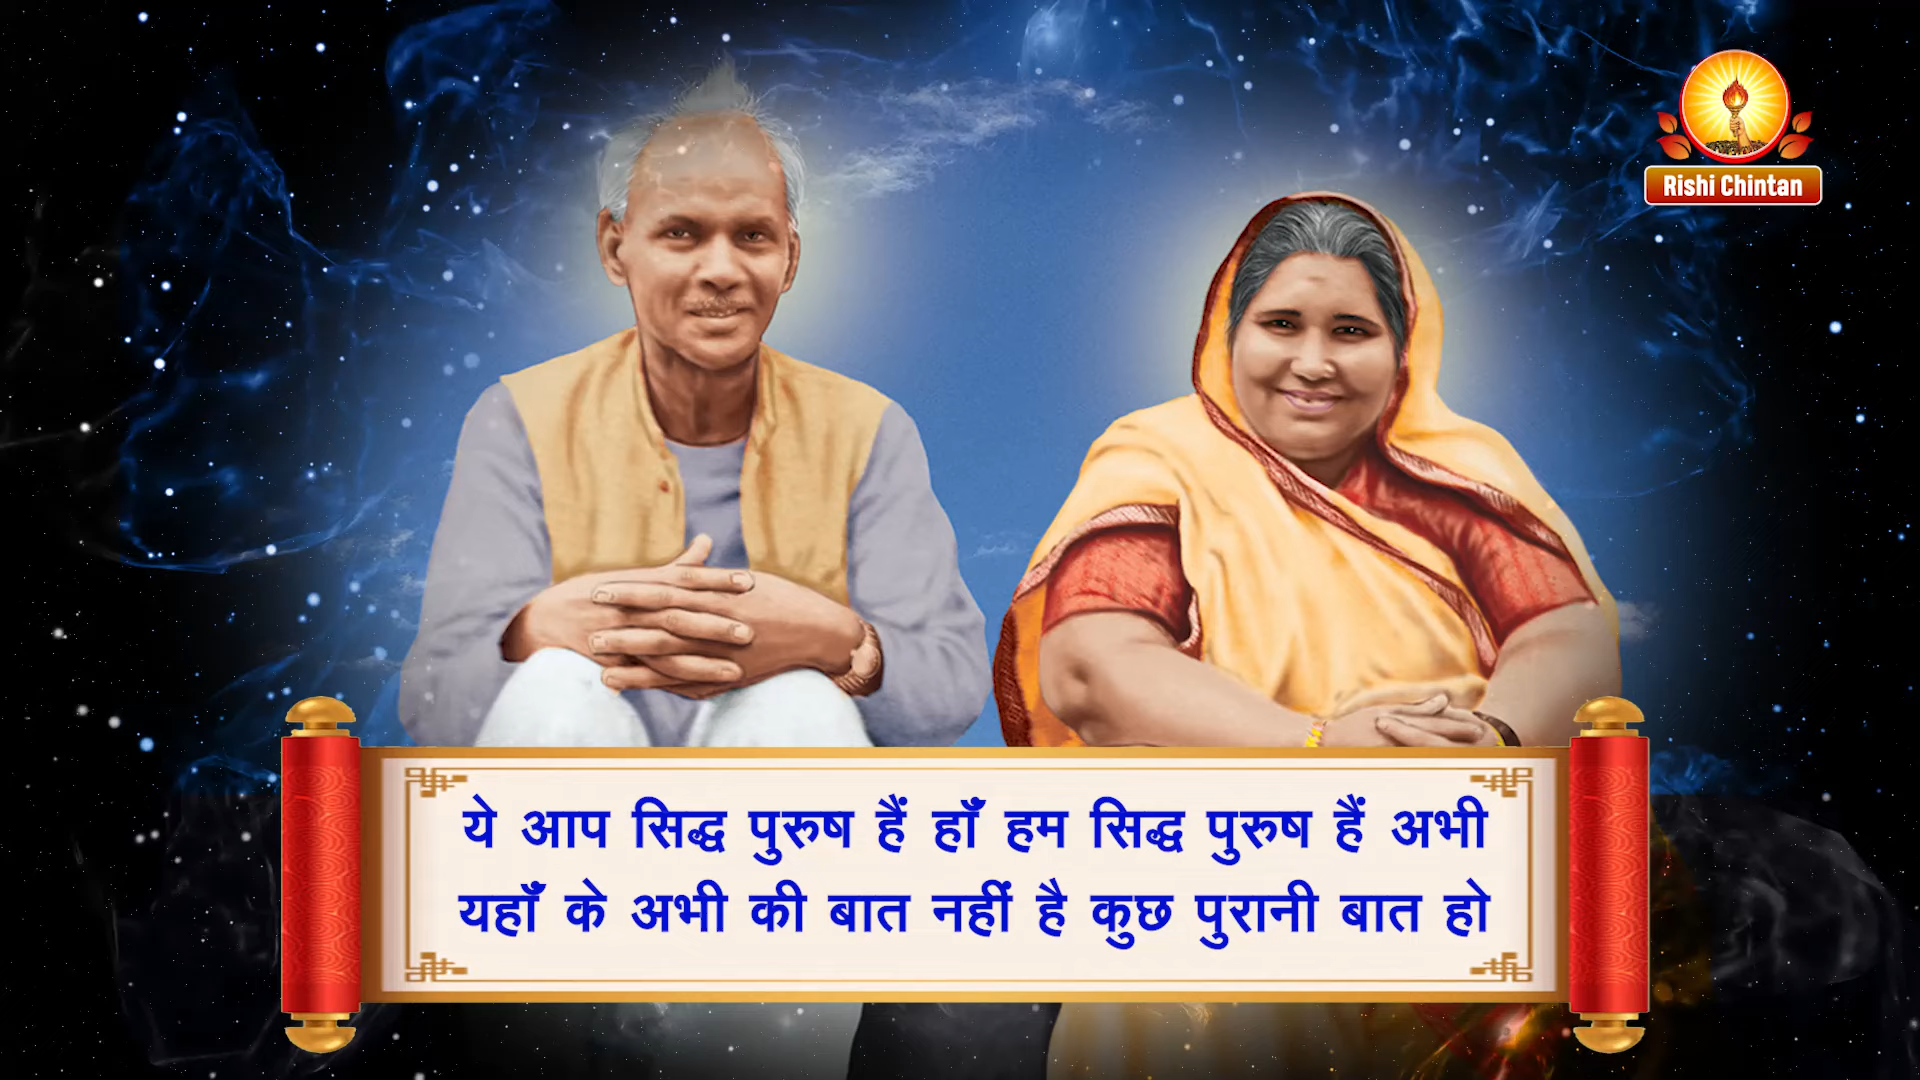 Rishi Chintan
ये आप सिद्ध पुरुष हैं हाँ हम सिद्ध पुरुष हैं अभी
यहाँ के अभी की बात नहीं है कुछ पुरानी बात हो